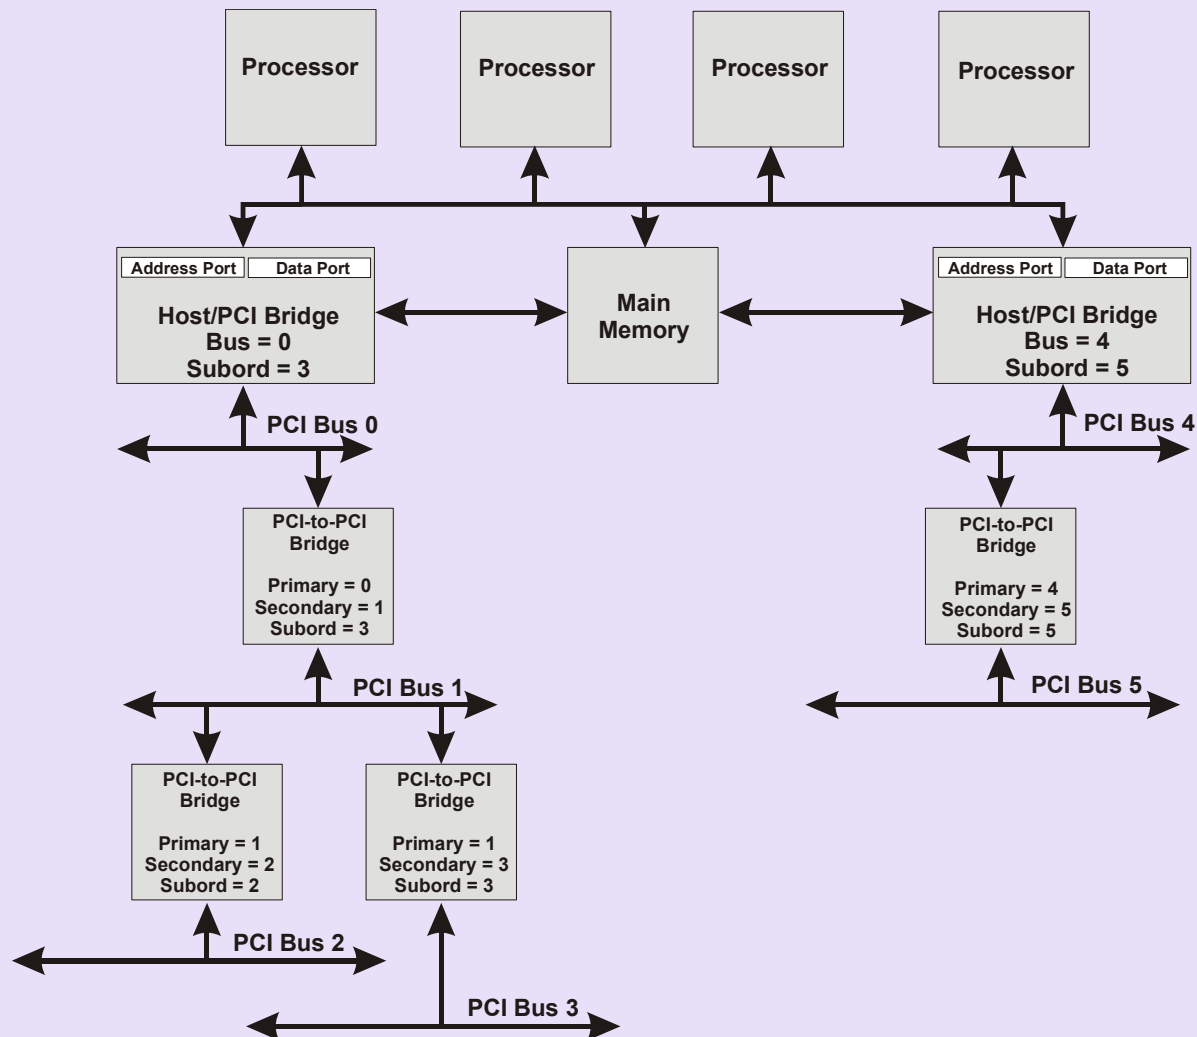 Processor
Processor
Processor
Processor
Address Port
Data Port
Host/PCI Bridge
Bus = 0
Subord = 3
Main
Memory
Address Port
Data Port
Host/PCI Bridge
Bus = 4
Subord = 5
PCI Bus 0
PCI Bus 4
PCI-to-PCI
Bridge
Primary = 0
Secondary = 1
Subord = 3
PCI-to-PCI
Bridge
Primary = 4
Secondary = 5
Subord = 5
PCI Bus 1
PCI Bus 5
PCI-to-PCI
Bridge
Primary = 1
Secondary = 2
Subord = 2
PCI-to-PCI
Bridge
Primary = 1
Secondary = 3
Subord = 3
PCI Bus 2
PCI Bus 3